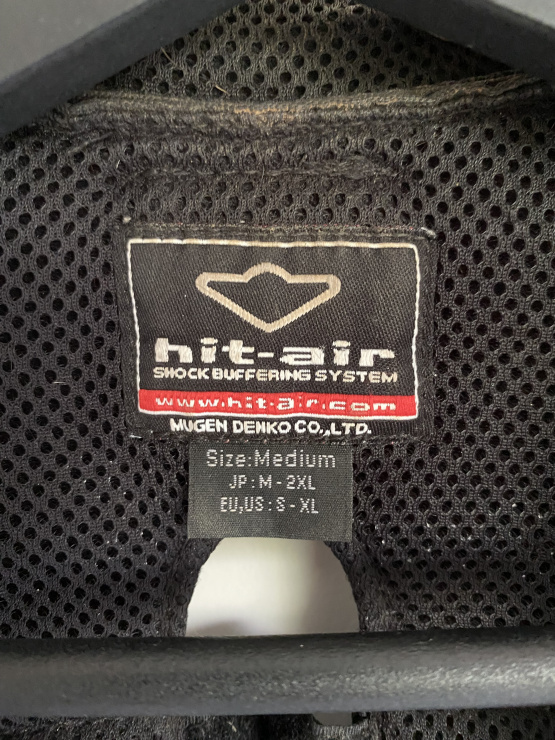 hit-air
SHOCK BUFFERING SYSTEM
www.hit-air.com
MUGEN DENKO CO.,LTD.
Size:Medium
JP : M - 2XL
EU,US : S - XL